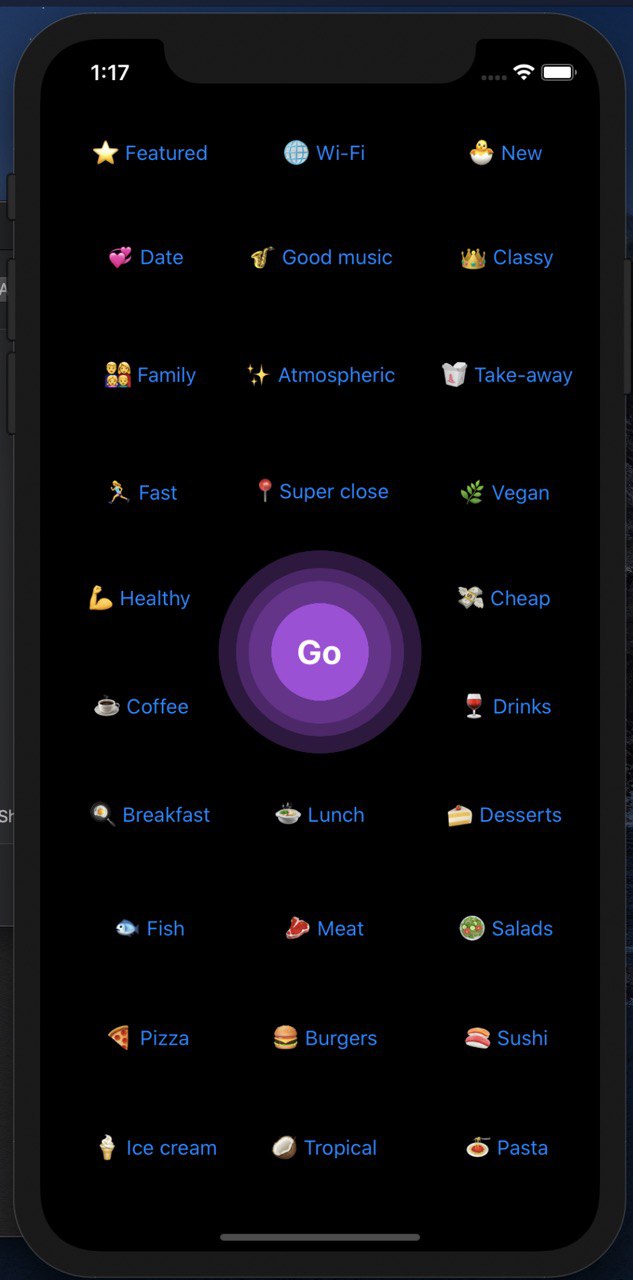 1:17
Featured Wi-Fi New
Date Good music Classy
Family Atmospheric Take-away
Fast Super close Vegan
Healthy Cheap
Go
Coffee Drinks
Breakfast Lunch Desserts
Fish Meat Salads
Pizza Burgers Sushi
Ice cream Tropical Pasta